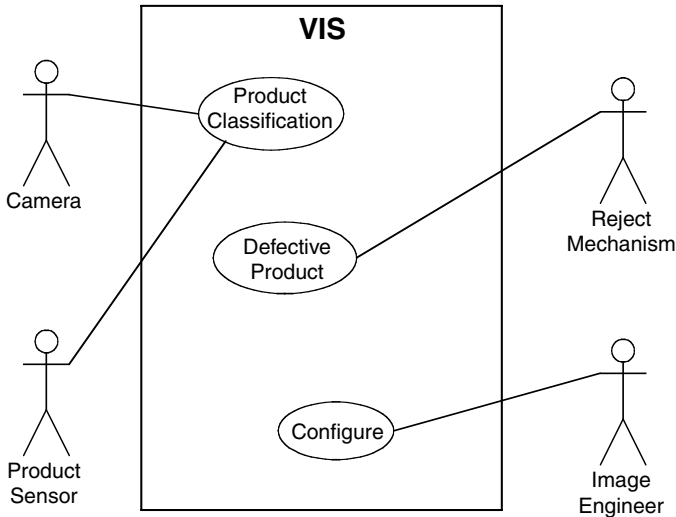 VIS
Product
Classification
Camera
Reject
Mechanism
Defective
Product
Configure
Product
Sensor
Image
Engineer